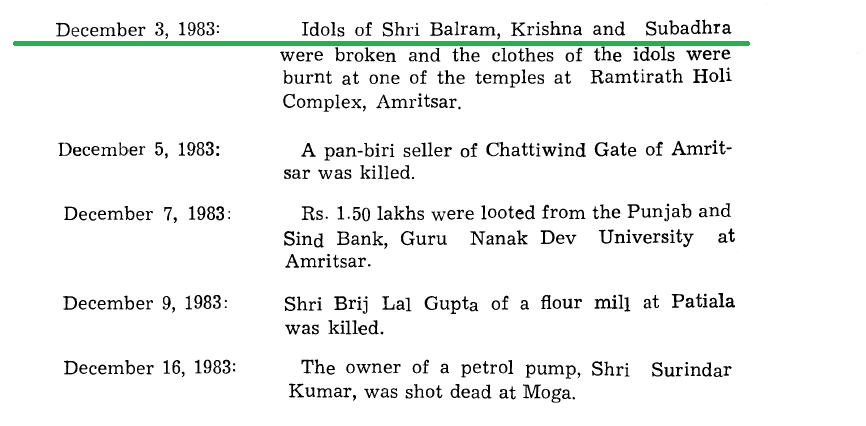 December 3, 1983: Idols of Shri Balram, Krishna and Subadhra
were broken and the clothes of the idols were
burnt at one of the temples at Ramtirath Holi
Complex, Amritsar.
December 5, 1983: A pan-biri seller of Chattiwind Gate of Amrit-
sar was killed.
December 7, 1983: Rs. 1.50 lakhs were looted from the Punjab and
Sind Bank, Guru Nanak Dev University at
Amritsar.
December 9, 1983: Shri Brij Lal Gupta of a flour mill at Patiala
was killed.
December 16, 1983: The owner of a petrol pump, Shri Surindar
Kumar, was shot dead at Moga.